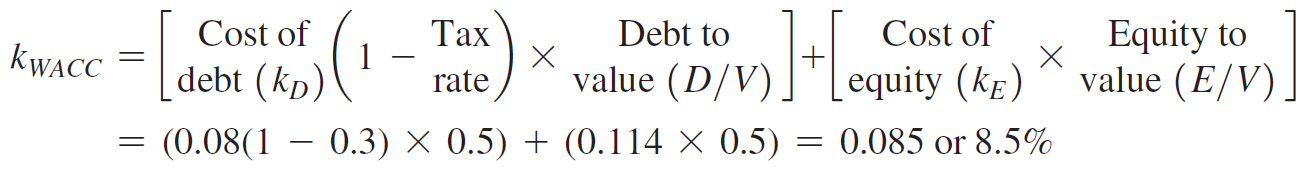 k_WACC = [Cost of debt (k_D) (1 − Tax rate) × Debt to value (D/V)] + [Cost of equity (k_E) × Equity to value (E/V)]
= (0.08(1 − 0.3) × 0.5) + (0.114 × 0.5) = 0.085 or 8.5%